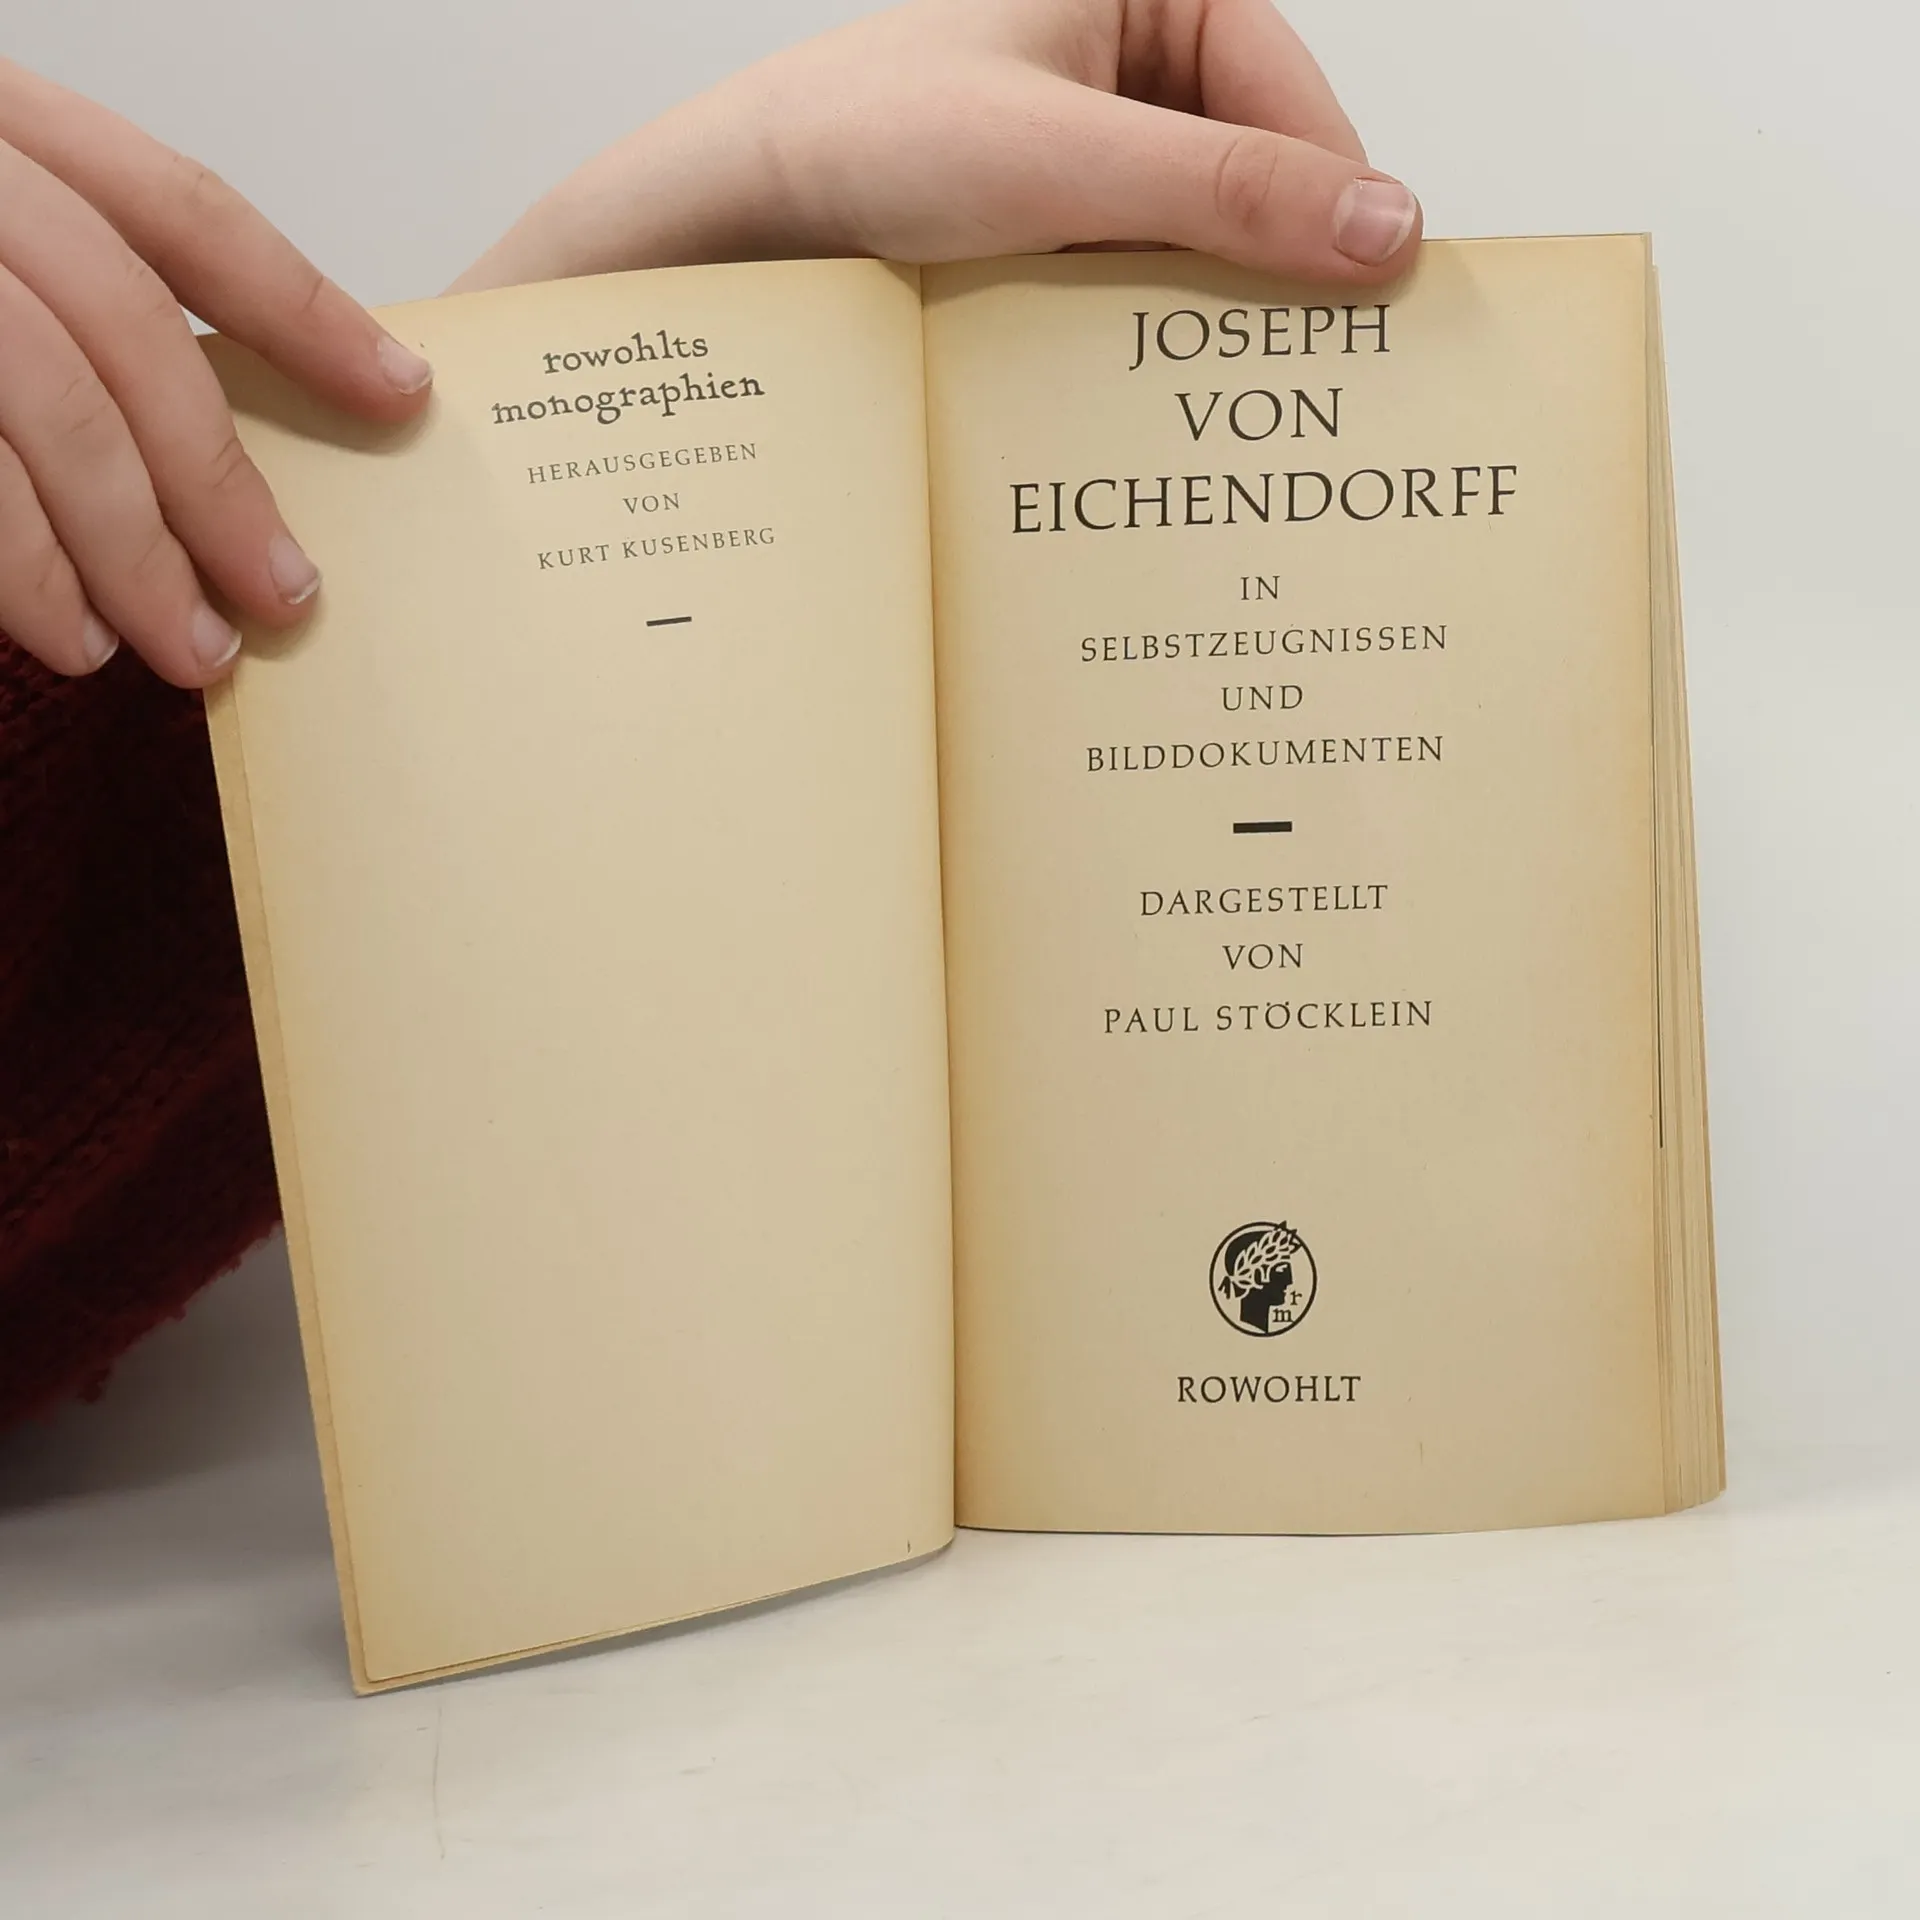 rowohlts
monographien
HERAUSGEGEBEN
VON
KURT KUSENBERG
JOSEPH
VON
EICHENDORFF
IN
SELBSTZEUGNISSEN
UND
BILDDOKUMENTEN
DARGESTELLT
VON
PAUL STÖCKLEIN
r
m
ROWOHLT